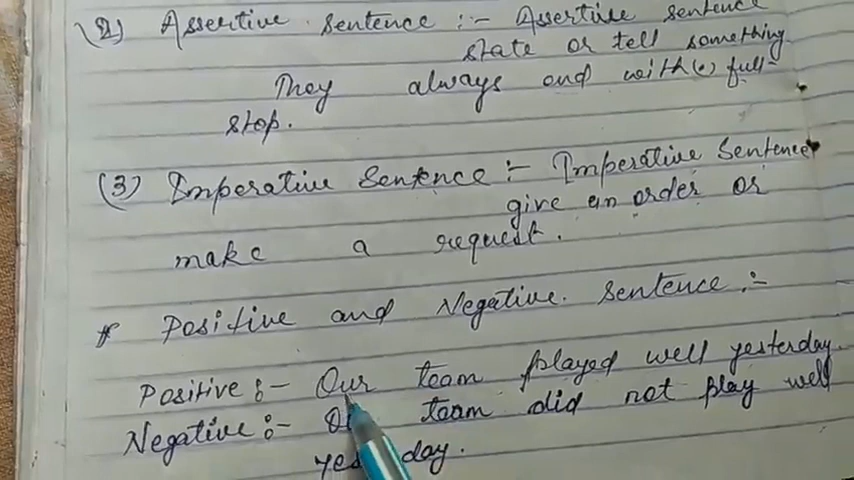 (2) Assertive Sentence :- Assertive sentence
state or tell something
They always end with (.) full-
stop.
(3) Imperative Sentence :- Imperative Sentence
give an order or
make a request.
* Positive and Negative. Sentence :-
Positive :- Our team played well yesterday.
Negative :- team did not play well